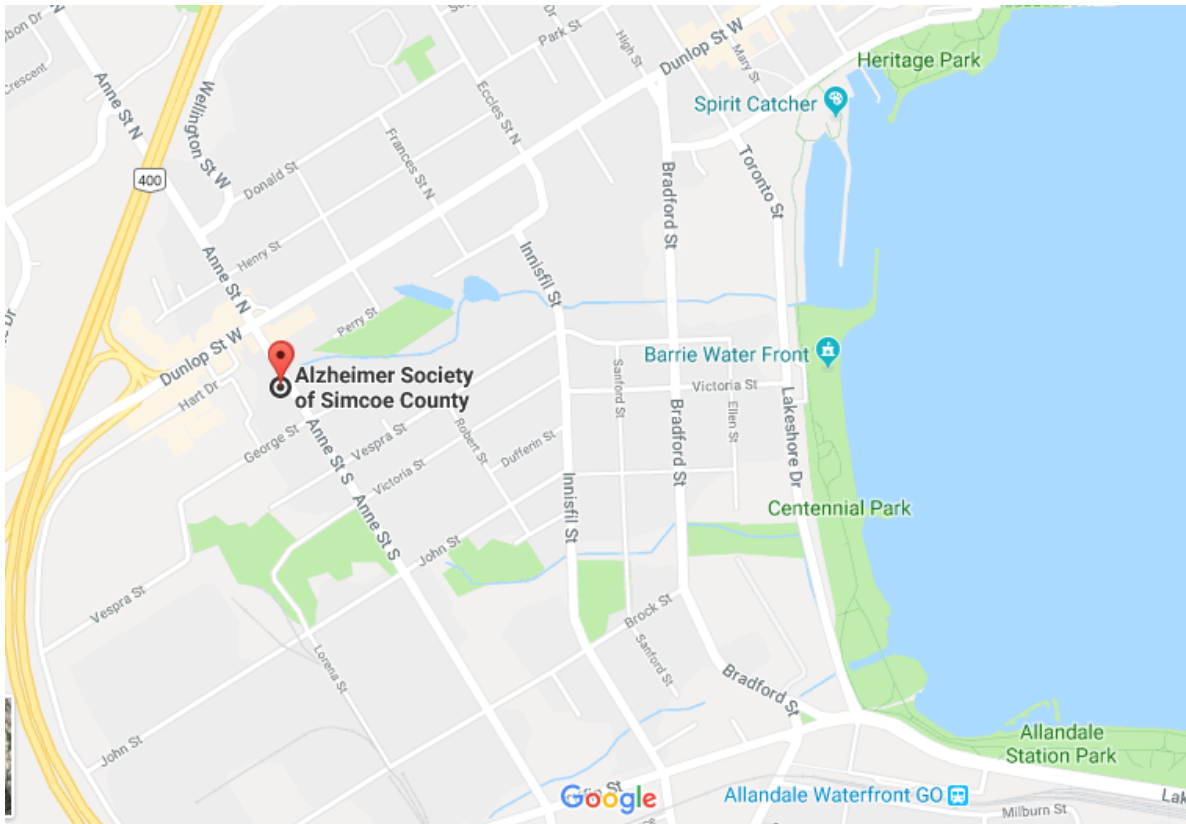 Park St
High St
Dunlop St W
Mary St
Heritage Park
Crescent
Anne St N
Wellington St W
Eccles St N
Spirit Catcher
400
Donald St
Frances St N
Bradford St
Toronto St
Henry St
Anne St N
Innisfil St
Perry St
Dunlop St W
Hart Dr
Alzheimer Society
of Simcoe County
Barrie Water Front
Sanford St
Victoria St
Lakeshore Dr
Ellen St
Bradford St
George St
Anne St S
Vespra St
Robert St
Dufferin St
Victoria St
Innisfil St
Anne St S
Centennial Park
John St
Vespra St
Brock St
Lorena St
Sanford St
Bradford St
John St
Allandale
Station Park
Google
Allandale Waterfront GO
Milburn St